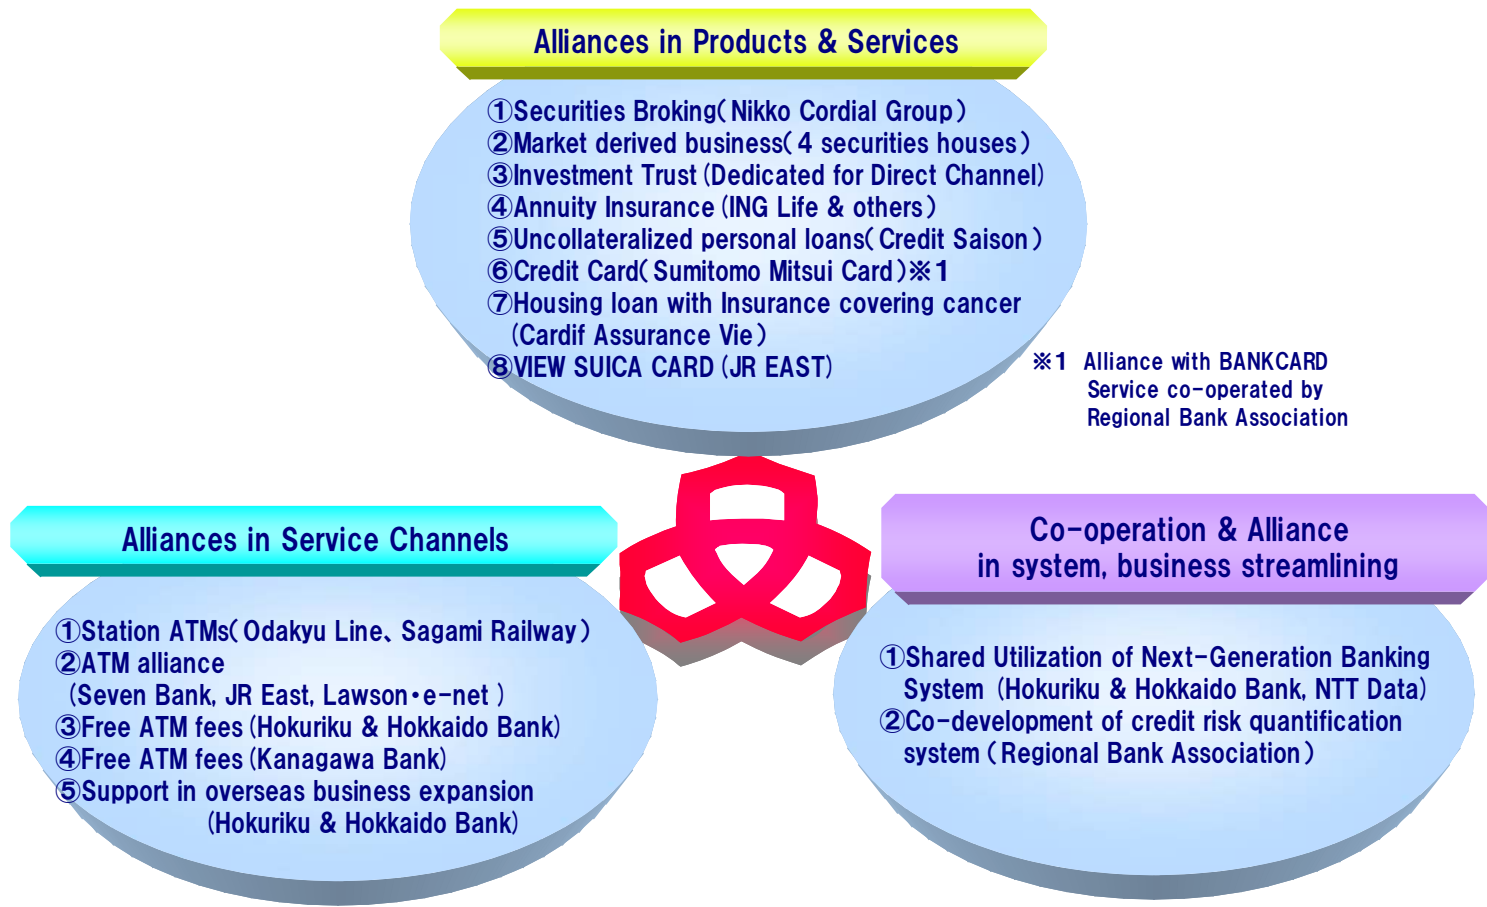 Alliances in Products & Services
①Securities Broking(Nikko Cordial Group)
②Market derived business(4 securities houses)
③Investment Trust(Dedicated for Direct Channel)
④Annuity Insurance(ING Life & others)
⑤Uncollateralized personal loans(Credit Saison)
⑥Credit Card(Sumitomo Mitsui Card)※1
⑦Housing loan with Insurance covering cancer
(Cardif Assurance Vie)
⑧VIEW SUICA CARD(JR EAST)
※1 Alliance with BANKCARD
Service co-operated by
Regional Bank Association
Alliances in Service Channels
①Station ATMs(Odakyu Line、Sagami Railway)
②ATM alliance
(Seven Bank, JR East, Lawson・e-net)
③Free ATM fees(Hokuriku & Hokkaido Bank)
④Free ATM fees(Kanagawa Bank)
⑤Support in overseas business expansion
(Hokuriku & Hokkaido Bank)
Co-operation & Alliance
in system, business streamlining
①Shared Utilization of Next-Generation Banking
System (Hokuriku & Hokkaido Bank, NTT Data)
②Co-development of credit risk quantification
system(Regional Bank Association)